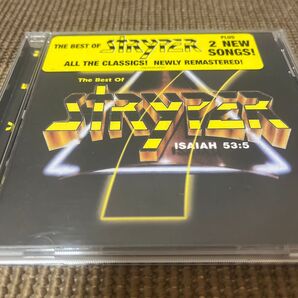 THE BEST OF STRYPER PLUS 2 NEW SONGS!
ALL THE CLASSICS! NEWLY REMASTERED!
The Best Of
STRYPER
ISAIAH 53:5